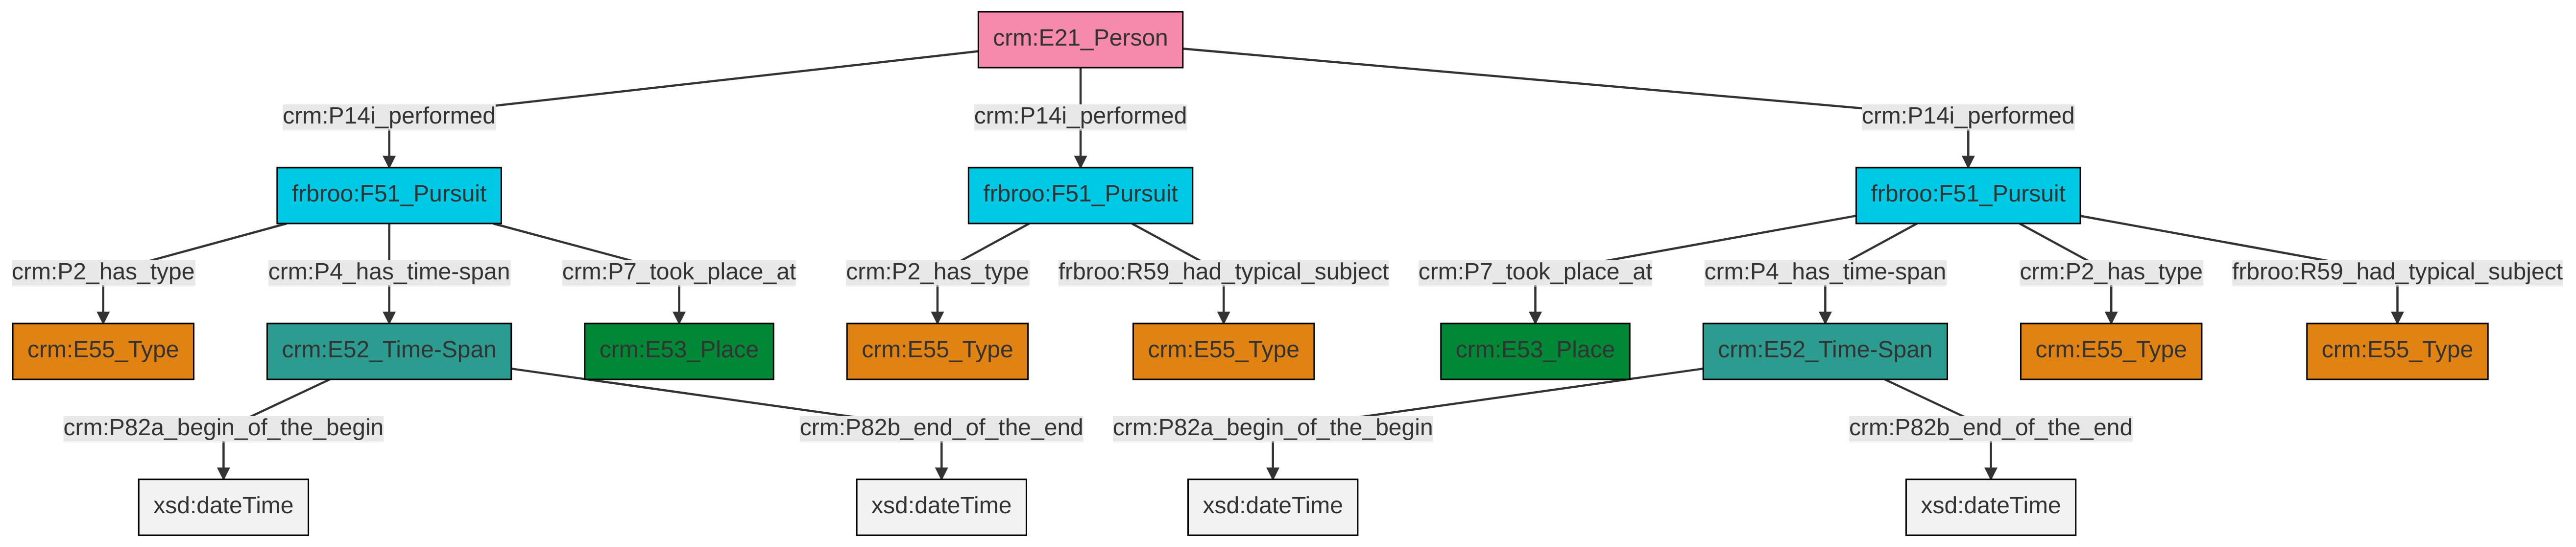 crm:E21_Person
crm:P14i_performed
crm:P14i_performed
crm:P14i_performed
frbroo:F51_Pursuit
frbroo:F51_Pursuit
frbroo:F51_Pursuit
crm:P2_has_type
crm:P4_has_time-span
crm:P7_took_place_at
crm:P2_has_type
frbroo:R59_had_typical_subject
crm:P7_took_place_at
crm:P4_has_time-span
crm:P2_has_type
frbroo:R59_had_typical_subject
crm:E55_Type
crm:E52_Time-Span
crm:E53_Place
crm:E55_Type
crm:E55_Type
crm:E53_Place
crm:E52_Time-Span
crm:E55_Type
crm:E55_Type
crm:P82a_begin_of_the_begin
crm:P82b_end_of_the_end
crm:P82a_begin_of_the_begin
crm:P82b_end_of_the_end
xsd:dateTime
xsd:dateTime
xsd:dateTime
xsd:dateTime